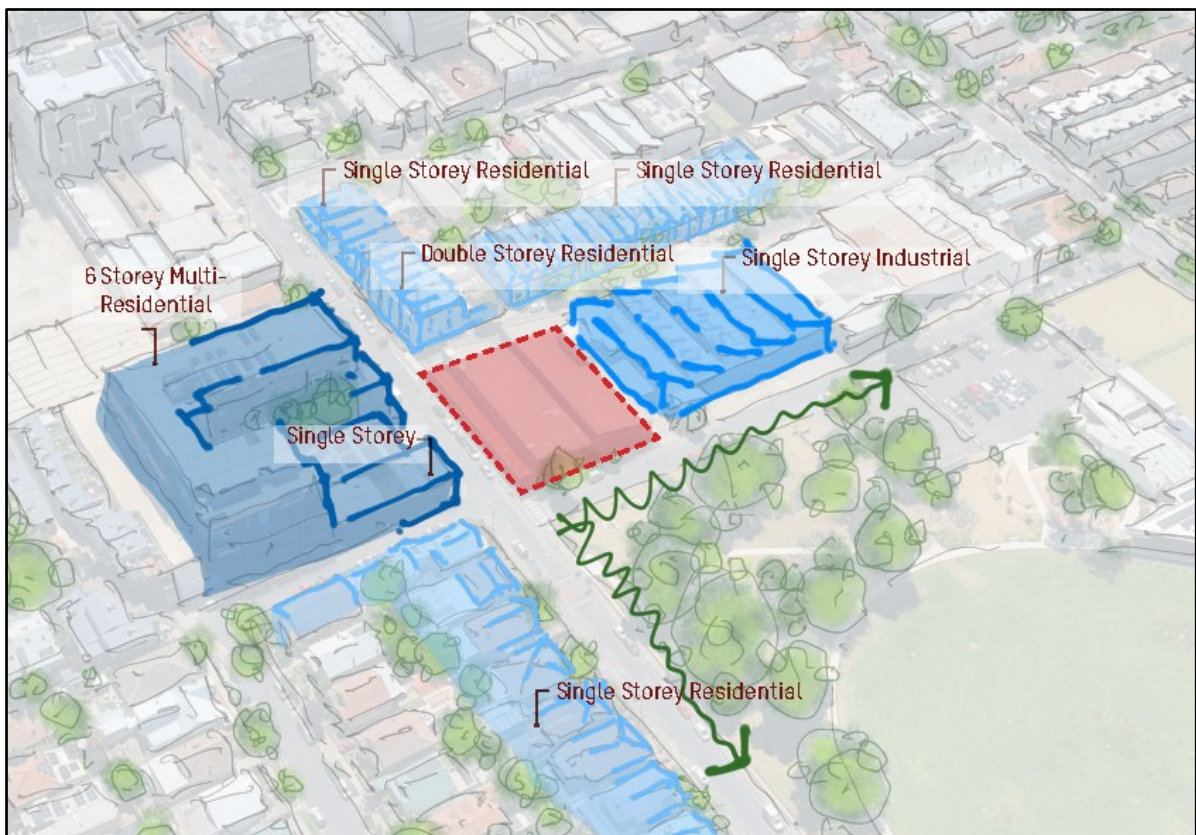 Single Storey Residential
Single Storey Residential
Double Storey Residential
Single Storey Industrial
6 Storey Multi-
Residential
Single Storey
Single Storey Residential